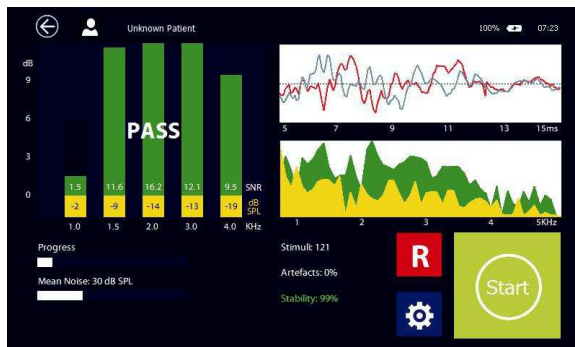 Unknown Patient
100%
07:23
dB
9
6
3
0
PASS
1.5 11.6 16.2 12.1 9.5 SNR
-2 -9 -14 -13 -19 dB SPL
1.0 1.5 2.0 3.0 4.0 KHz
5 7 9 11 13 15ms
1 2 3 4 5KHz
Progress
Mean Noise: 30 dB SPL
Stimuli: 121
Artefacts: 0%
Stability: 99%
R
Start